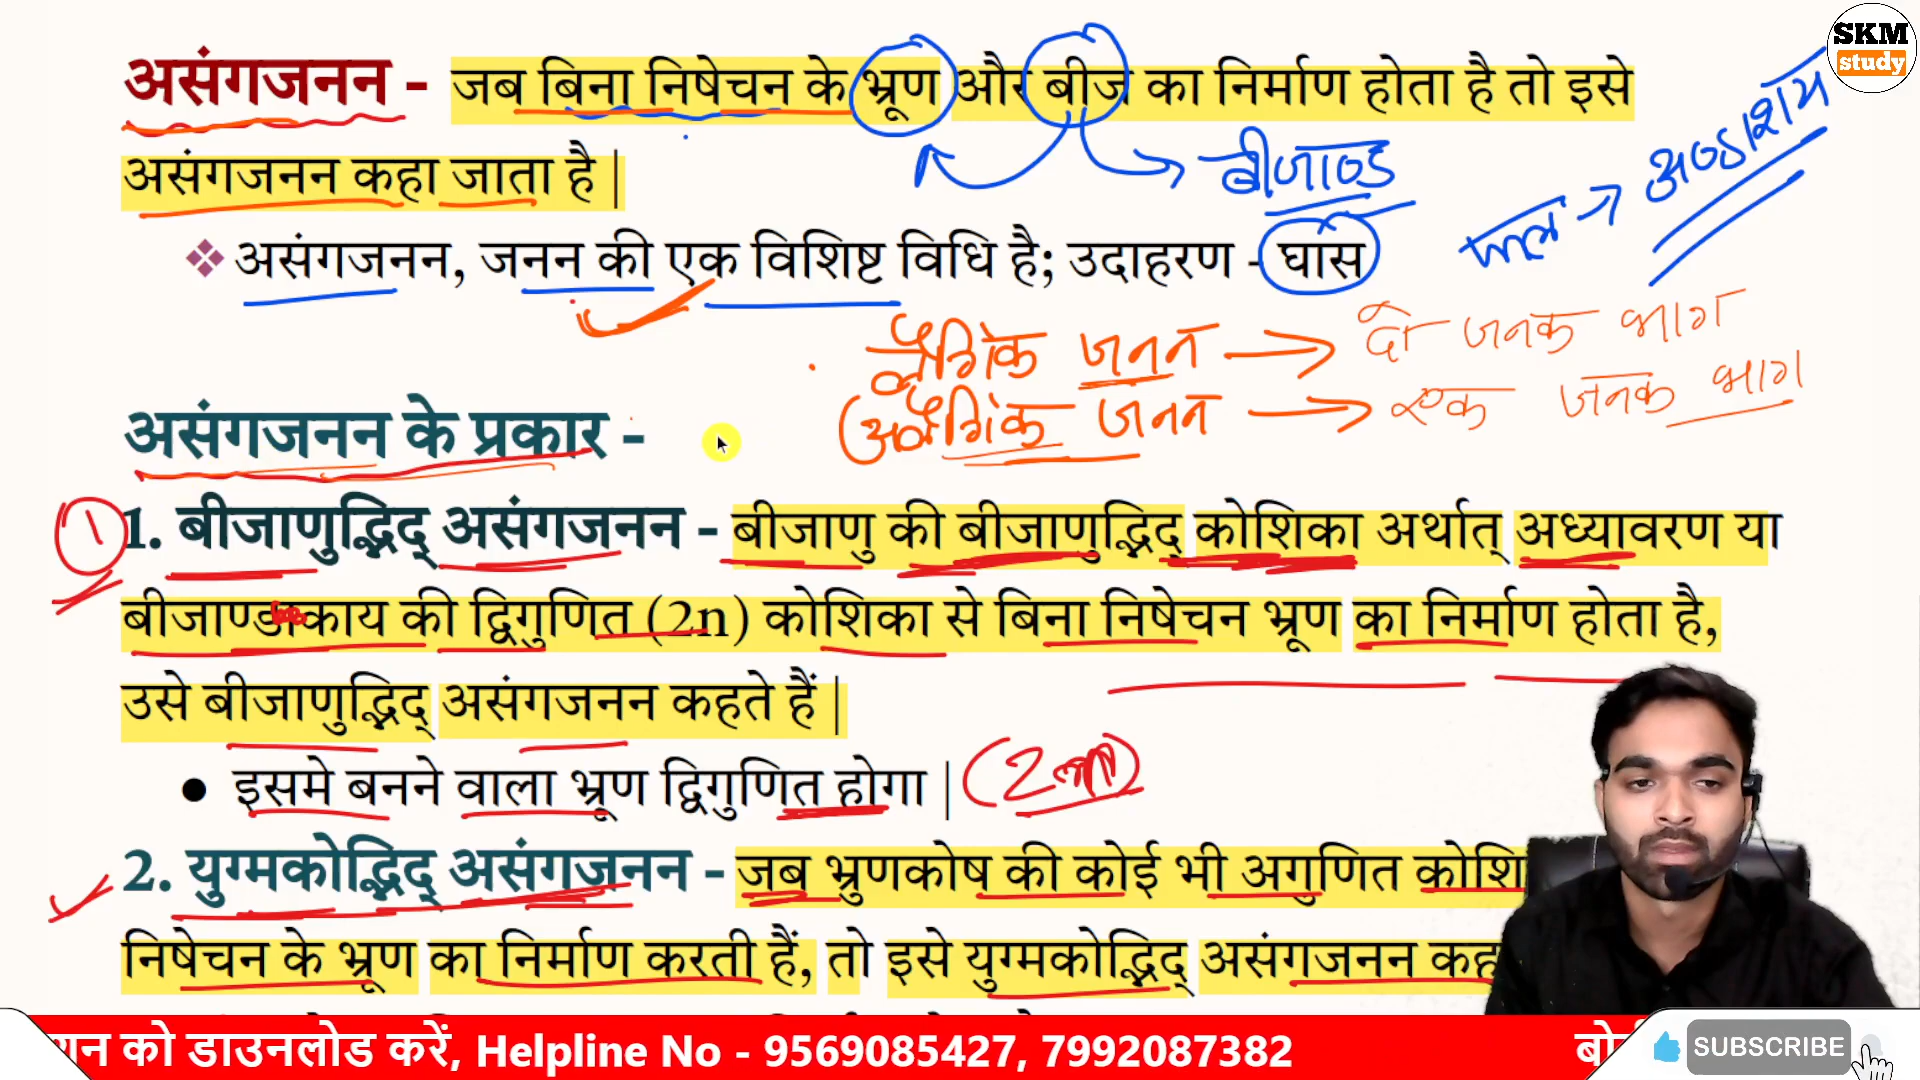 SKM
study
असंगजनन - जब बिना निषेचन के भ्रूण और बीज का निर्माण होता है तो इसे
असंगजनन कहा जाता है |
बीजाण्ड
फल → अण्डाशय
❖ असंगजनन, जनन की एक विशिष्ट विधि है; उदाहरण - घास
लैंगिक जनन → दो जनक भाग
अलैंगिक जनन → एक जनक भाग
असंगजनन के प्रकार -
1. बीजाणुद्भिद् असंगजनन - बीजाणु की बीजाणुद्भिद् कोशिका अर्थात् अध्यावरण या
बीजाण्डकाय की द्विगुणित (2n) कोशिका से बिना निषेचन भ्रूण का निर्माण होता है,
उसे बीजाणुद्भिद् असंगजनन कहते हैं |
● इसमे बनने वाला भ्रूण द्विगुणित होगा |
2. युग्मकोद्भिद् असंगजनन - जब भ्रुणकोष की कोई भी अगुणित कोशि
निषेचन के भ्रूण का निर्माण करती हैं, तो इसे युग्मकोद्भिद् असंगजनन कह
शन को डाउनलोड करें, Helpline No - 9569085427, 7992087382
SUBSCRIBE